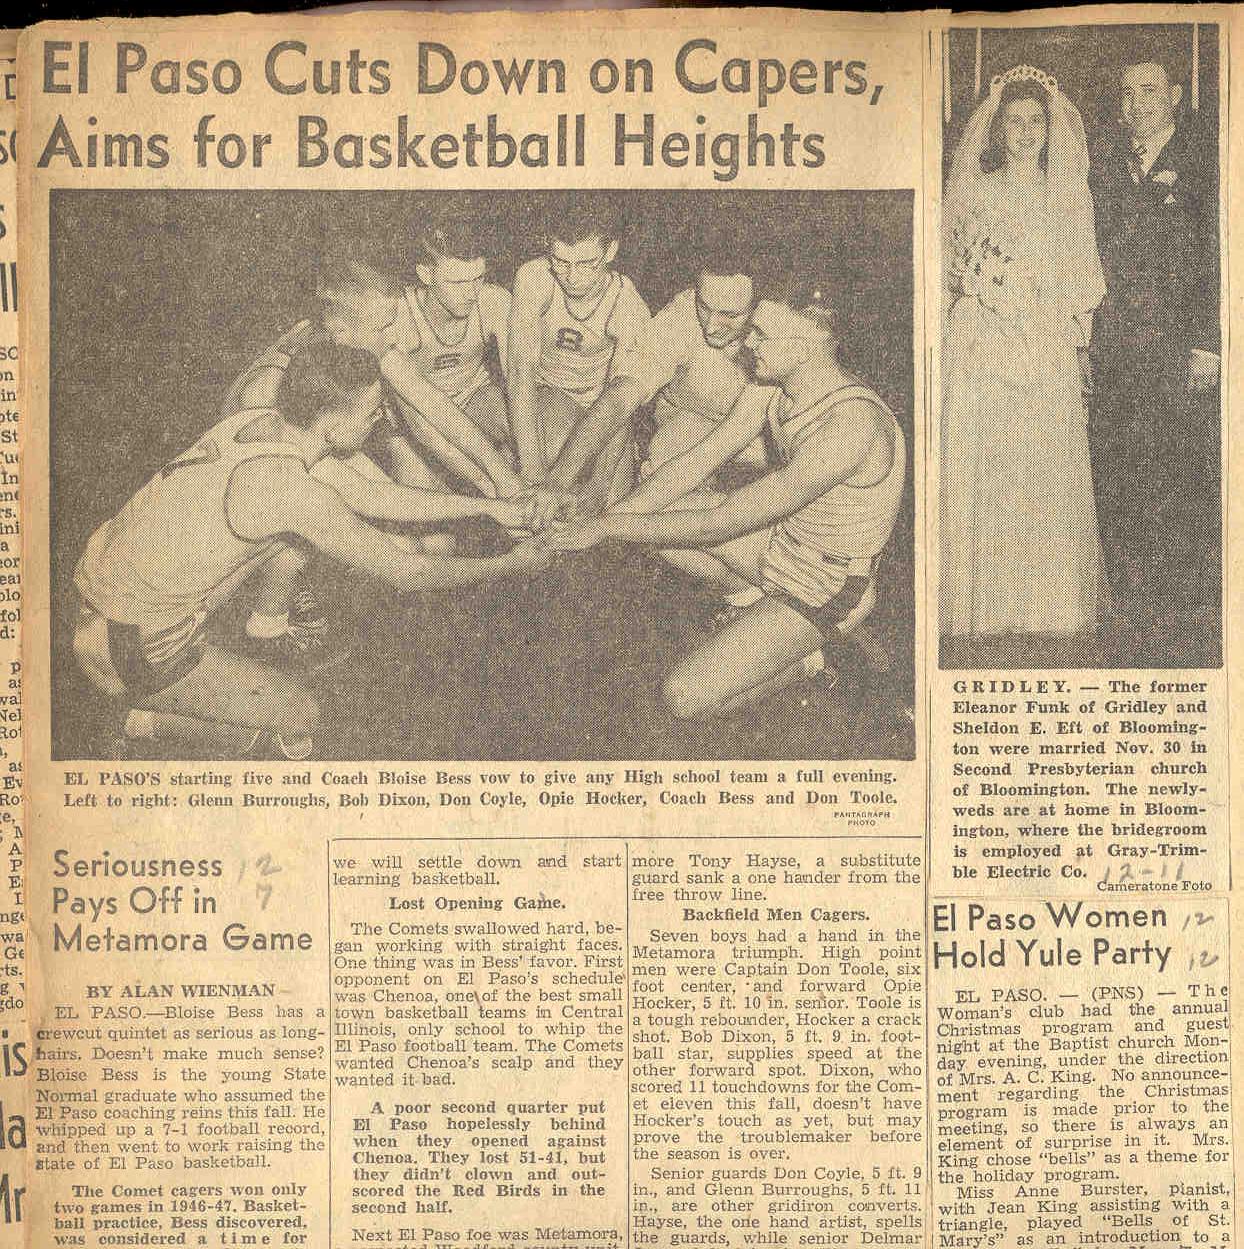 El Paso Cuts Down on Capers,
Aims for Basketball Heights
EL PASO'S starting five and Coach Bloise Bess vow to give any High school team a full evening.
Left to right: Glenn Burroughs, Bob Dixon, Don Coyle, Opie Hocker, Coach Bess and Don Toole.
PANTAGRAPH
PHOTO
Seriousness
Pays Off in
Metamora Game
12
7
BY ALAN WIENMAN
EL PASO.—Bloise Bess has a
crewcut quintet as serious as long-
hairs. Doesn't make much sense?
Bloise Bess is the young State
Normal graduate who assumed the
El Paso coaching reins this fall. He
whipped up a 7-1 football record,
and then went to work raising the
state of El Paso basketball.
The Comet cagers won only
two games in 1946-47. Basket-
ball practice, Bess discovered,
was considered a time for
we will settle down and start
learning basketball.
Lost Opening Game.
The Comets swallowed hard, be-
gan working with straight faces.
One thing was in Bess' favor. First
opponent on El Paso's schedule
was Chenoa, one of the best small
town basketball teams in Central
Illinois, only school to whip the
El Paso football team. The Comets
wanted Chenoa's scalp and they
wanted it bad.
A poor second quarter put
El Paso hopelessly behind
when they opened against
Chenoa. They lost 51-41, but
they didn't clown and out-
scored the Red Birds in the
second half.
Next El Paso foe was Metamora,
more Tony Hayse, a substitute
guard sank a one hander from the
free throw line.
Backfield Men Cagers.
Seven boys had a hand in the
Metamora triumph. High point
men were Captain Don Toole, six
foot center, and forward Opie
Hocker, 5 ft. 10 in. senior. Toole is
a tough rebounder, Hocker a crack
shot. Bob Dixon, 5 ft. 9 in. foot-
ball star, supplies speed at the
other forward spot. Dixon, who
scored 11 touchdowns for the Com-
et eleven this fall, doesn't have
Hocker's touch as yet, but may
prove the troublemaker before
the season is over.
Senior guards Don Coyle, 5 ft. 9
in., and Glenn Burroughs, 5 ft. 11
in., are other gridiron converts.
Hayse, the one hand artist, spells
the guards, while senior Delmar
GRIDLEY. — The former
Eleanor Funk of Gridley and
Sheldon E. Eft of Blooming-
ton were married Nov. 30 in
Second Presbyterian church
of Bloomington. The newly-
weds are at home in Bloom-
ington, where the bridegroom
is employed at Gray-Trim-
ble Electric Co. 12-11
Cameratone Foto
El Paso Women 12
Hold Yule Party 12
EL PASO. — (PNS) — The
Woman's club had the annual
Christmas program and guest
night at the Baptist church Mon-
day evening, under the direction
of Mrs. A. C. King. No announce-
ment regarding the Christmas
program is made prior to the
meeting, so there is always an
element of surprise in it. Mrs.
King chose "bells" as a theme for
the holiday program.
Miss Anne Burster, pianist,
with Jean King assisting with a
triangle, played "Bells of St.
Mary's" as an introduction to a